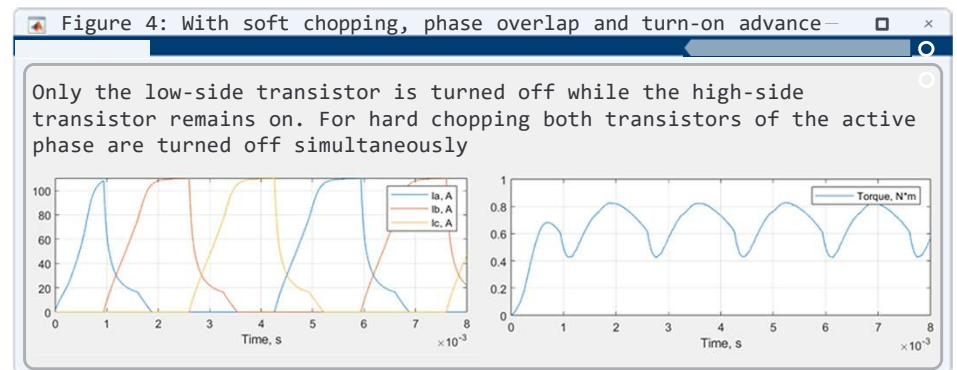 Figure 4: With soft chopping, phase overlap and turn-on advance
Only the low-side transistor is turned off while the high-side
transistor remains on. For hard chopping both transistors of the active
phase are turned off simultaneously
100
80
60
40
20
0
Ia, A
Ib, A
Ic, A
0 1 2 3 4 5 6 7 8
Time, s
×10⁻³
1
0.8
0.6
0.4
0.2
0
Torque, N*m
0 1 2 3 4 5 6 7 8
Time, s
×10⁻³